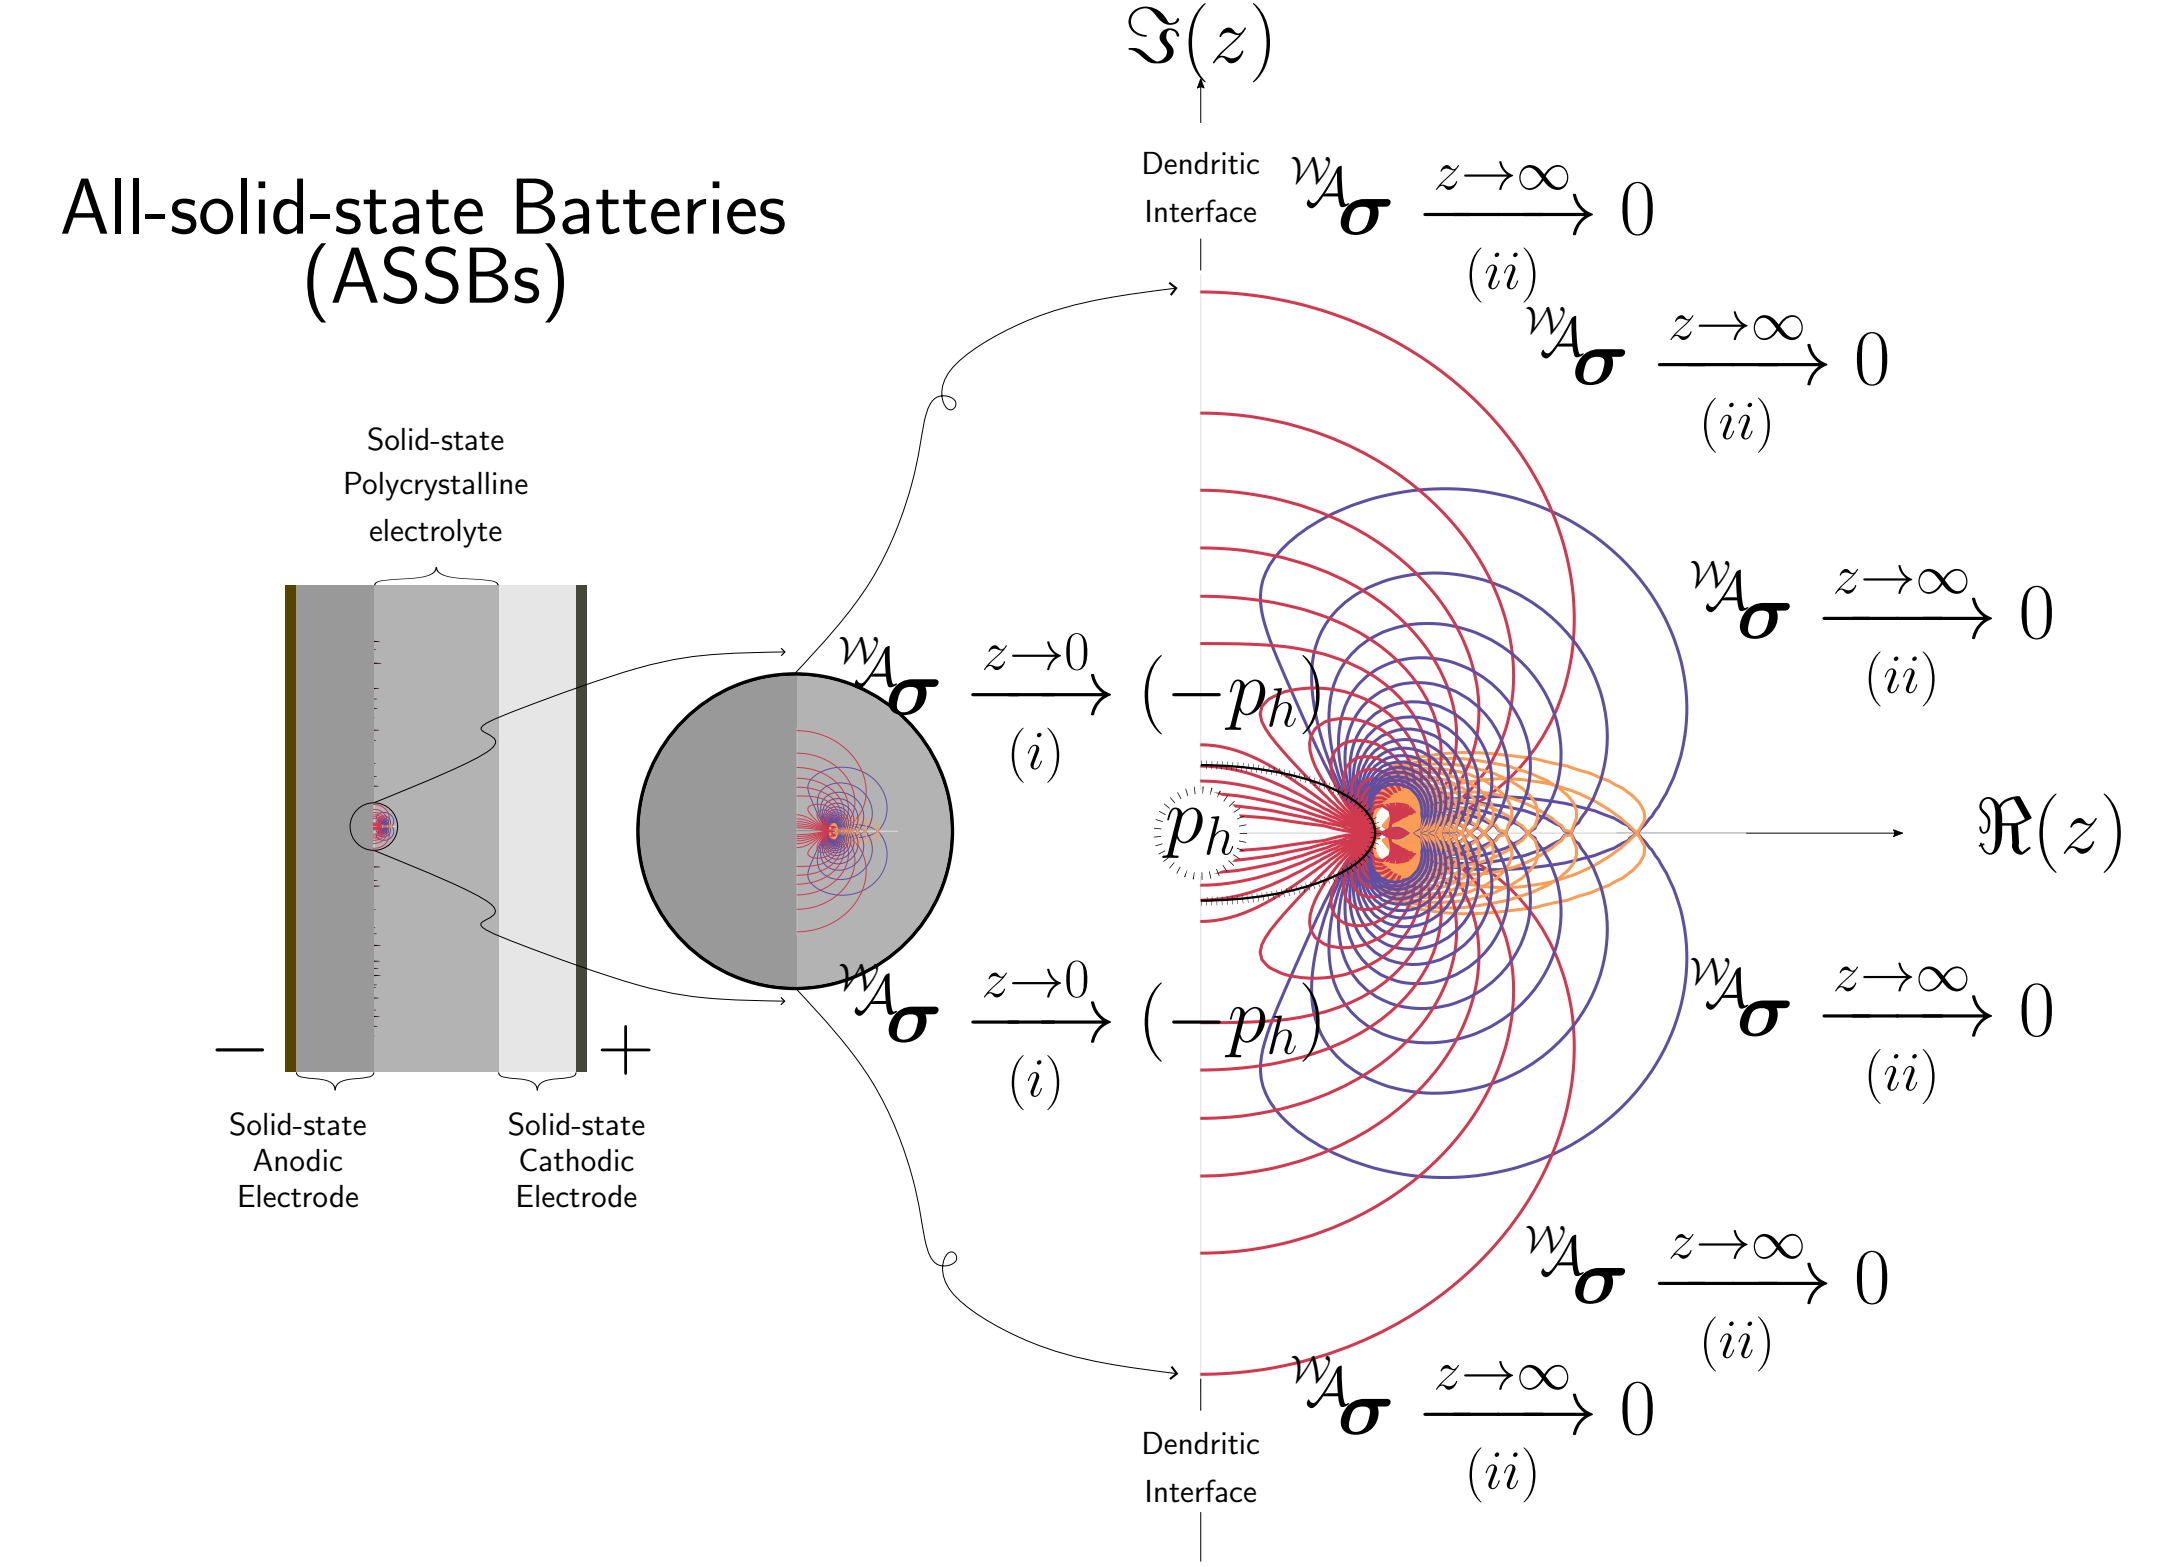 ℑ(z)
All-solid-state Batteries
(ASSBs)
Dendritic
Interface
𝒲𝒜𝛔 z→∞ ⟶ (ii) 0
𝒲𝒜𝛔 z→∞ ⟶ (ii) 0
Solid-state
Polycrystalline
electrolyte
𝒲𝒜𝛔 z→∞ ⟶ (ii) 0
𝒲𝒜𝛔 z→0 ⟶ (i) (−p_h)
p_h
ℜ(z)
𝒲𝒜𝛔 z→0 ⟶ (i) (−p_h)
𝒲𝒜𝛔 z→∞ ⟶ (ii) 0
− +
Solid-state
Anodic
Electrode
Solid-state
Cathodic
Electrode
𝒲𝒜𝛔 z→∞ ⟶ (ii) 0
𝒲𝒜𝛔 z→∞ ⟶ (ii) 0
Dendritic
Interface